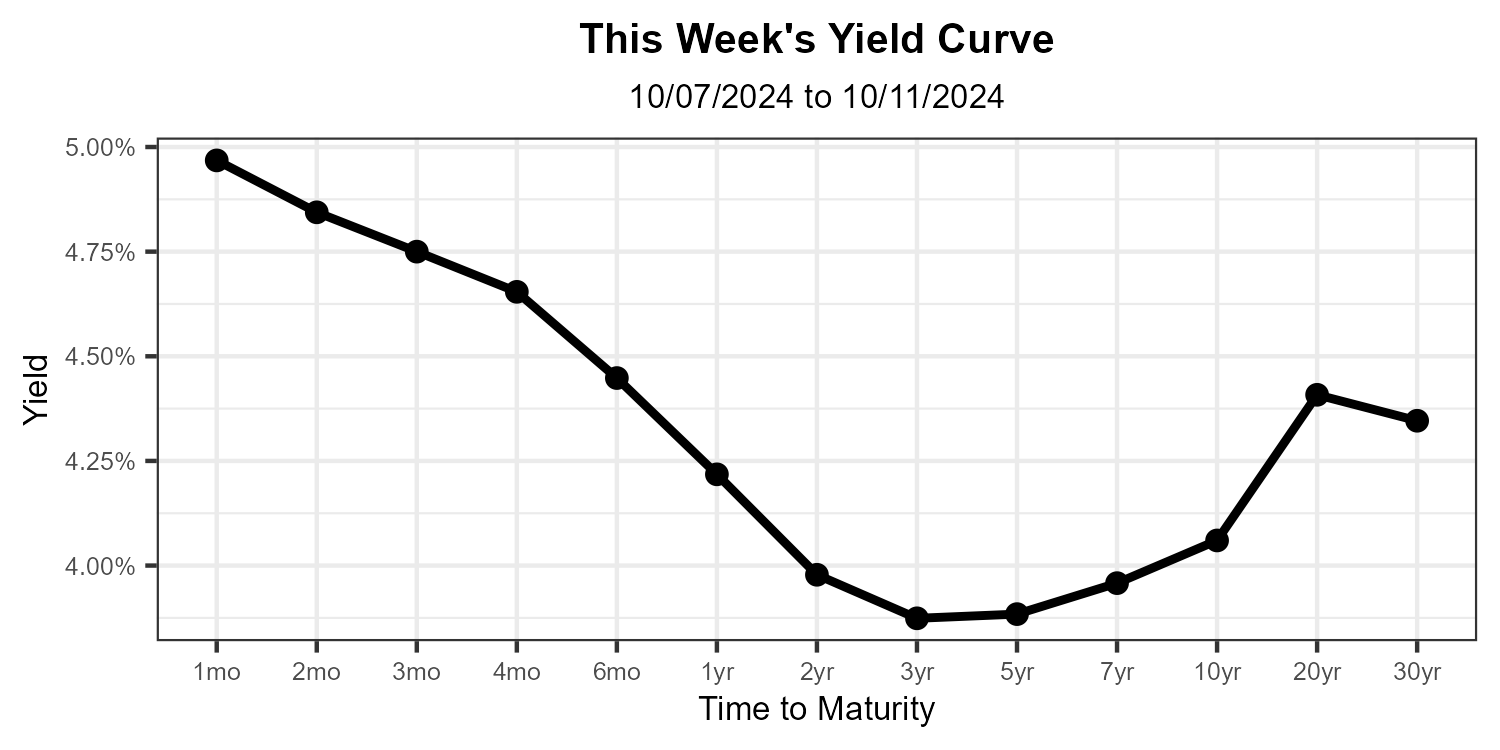 This Week's Yield Curve
10/07/2024 to 10/11/2024
Yield
5.00%
4.75%
4.50%
4.25%
4.00%
1mo 2mo 3mo 4mo 6mo 1yr 2yr 3yr 5yr 7yr 10yr 20yr 30yr
Time to Maturity